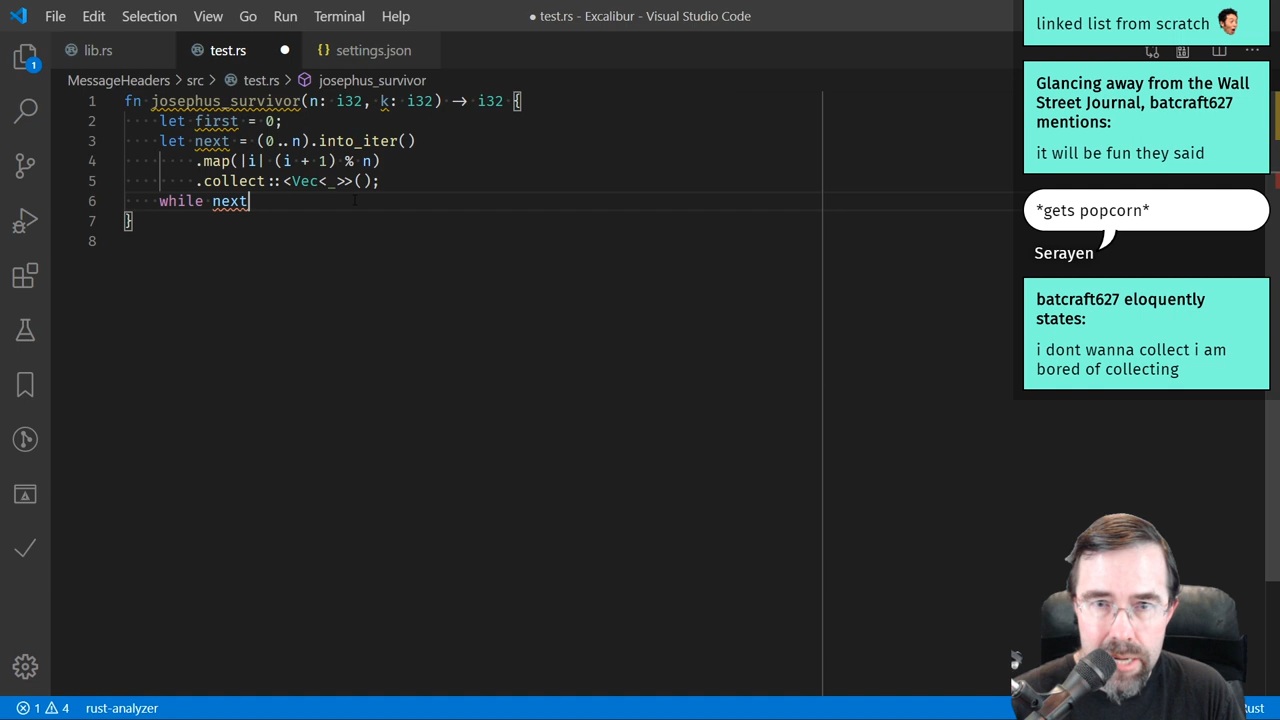 File Edit Selection View Go Run Terminal Help
● test.rs - Excalibur - Visual Studio Code
lib.rs test.rs ● {} settings.json
MessageHeaders > src > test.rs > josephus_survivor
1 fn josephus_survivor(n: i32, k: i32) → i32 {
2 let first = 0;
3 let next = (0..n).into_iter()
4 .map(|i| (i + 1) % n)
5 .collect::<Vec<_>>();
6 while next
7 }
8
linked list from scratch
Glancing away from the Wall
Street Journal, batcraft627
mentions:
it will be fun they said
*gets popcorn*
Serayen
batcraft627 eloquently
states:
i dont wanna collect i am
bored of collecting
1
1 4 rust-analyzer
Rust